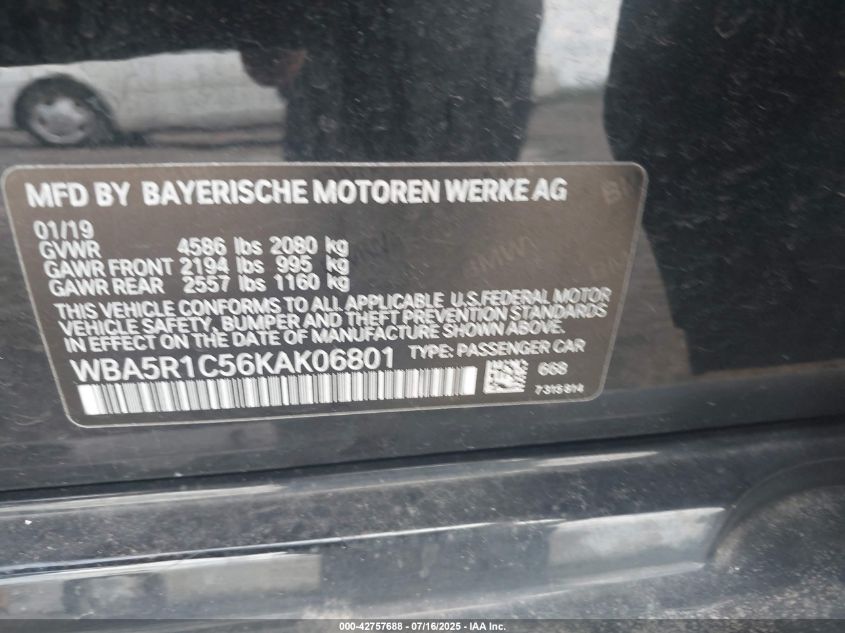 MFD BY BAYERISCHE MOTOREN WERKE AG
01/19
GVWR 4586 lbs 2080 kg
GAWR FRONT 2194 lbs 995 kg
GAWR REAR 2557 lbs 1160 kg
THIS VEHICLE CONFORMS TO ALL APPLICABLE U.S.FEDERAL MOTOR
VEHICLE SAFETY, BUMPER AND THEFT PREVENTION STANDARDS
IN EFFECT ON THE DATE OF MANUFACTURE SHOWN ABOVE.
WBA5R1C56KAK06801 TYPE: PASSENGER CAR
668
7315814
000-42757688 - 07/16/2025 - IAA Inc.